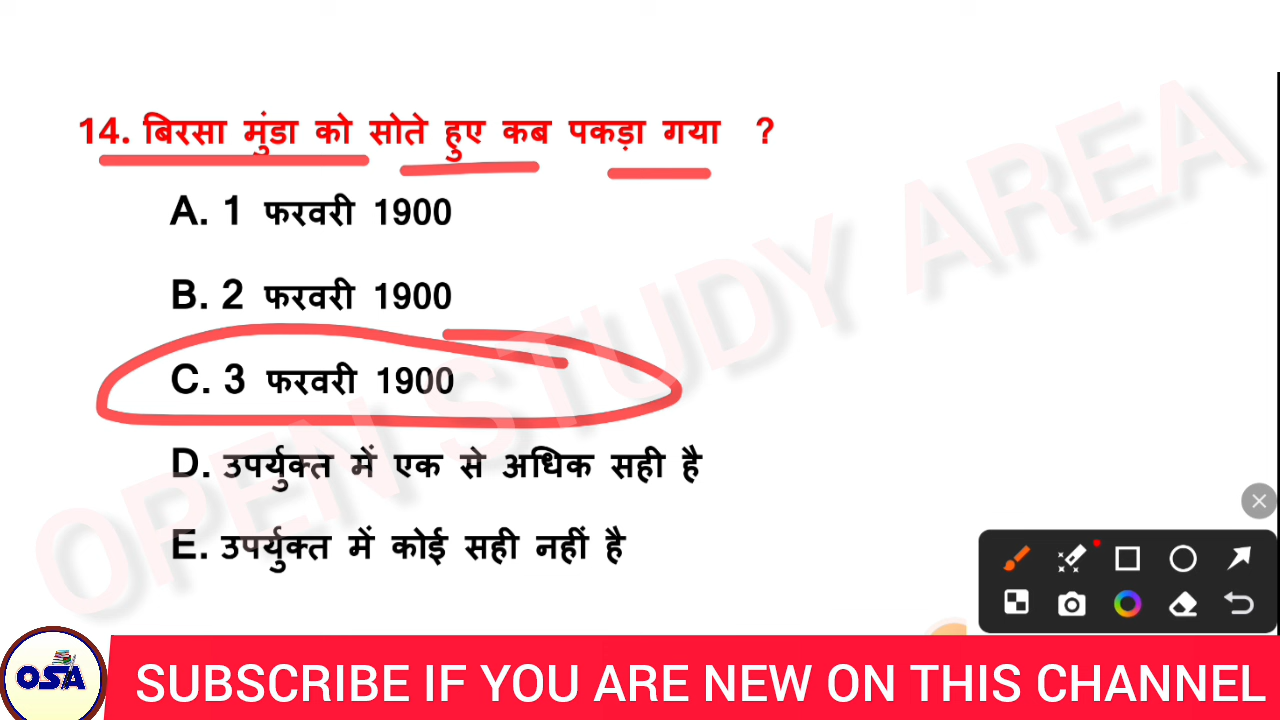 14. बिरसा मुंडा को सोते हुए कब पकड़ा गया ?
A. 1 फरवरी 1900
B. 2 फरवरी 1900
C. 3 फरवरी 1900
D. उपर्युक्त में एक से अधिक सही है
E. उपर्युक्त में कोई सही नहीं है
OPEN STUDY AREA
OSA
SUBSCRIBE IF YOU ARE NEW ON THIS CHANNEL